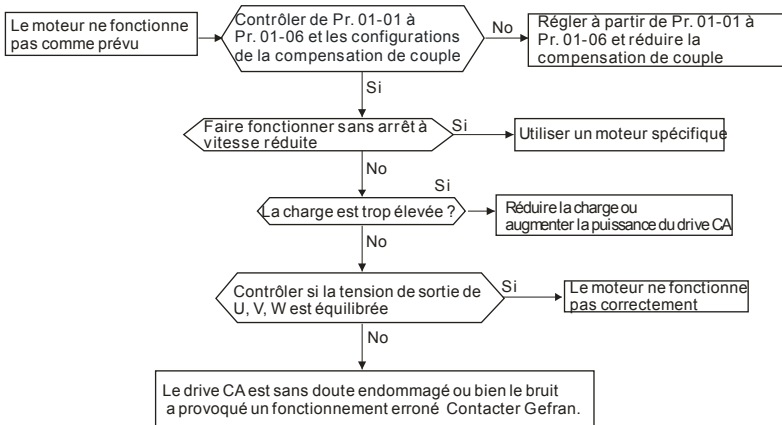 Le moteur ne fonctionne
pas comme prévu
Contrôler de Pr. 01-01 à
Pr. 01-06 et les configurations
de la compensation de couple
No
Régler à partir de Pr. 01-01 à
Pr. 01-06 et réduire la
compensation de couple
Si
Faire fonctionner sans arrêt à
vitesse réduite
Si
Utiliser un moteur spécifique
No
Si
La charge est trop élevée ?
Réduire la charge ou
augmenter la puissance du drive CA
No
Contrôler si la tension de sortie de
U, V, W est équilibrée
Si
Le moteur ne fonctionne
pas correctement
No
Le drive CA est sans doute endommagé ou bien le bruit
a provoqué un fonctionnement erroné Contacter Gefran.